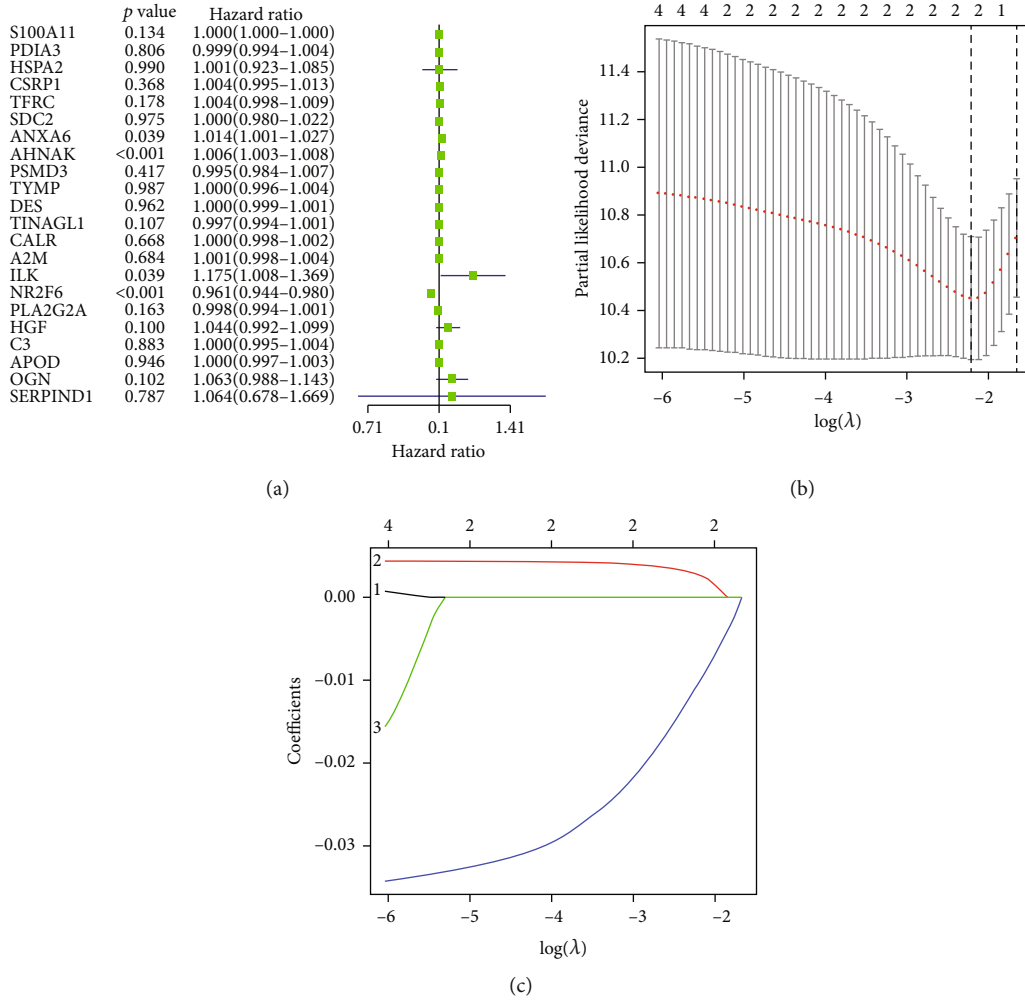 p value Hazard ratio
S100A11 0.134 1.000(1.000–1.000)
PDIA3 0.806 0.999(0.994–1.004)
HSPA2 0.990 1.001(0.923–1.085)
CSRP1 0.368 1.004(0.995–1.013)
TFRC 0.178 1.004(0.998–1.009)
SDC2 0.975 1.000(0.980–1.022)
ANXA6 0.039 1.014(1.001–1.027)
AHNAK <0.001 1.006(1.003–1.008)
PSMD3 0.417 0.995(0.984–1.007)
TYMP 0.987 1.000(0.996–1.004)
DES 0.962 1.000(0.999–1.001)
TINAGL1 0.107 0.997(0.994–1.001)
CALR 0.668 1.000(0.998–1.002)
A2M 0.684 1.001(0.998–1.004)
ILK 0.039 1.175(1.008–1.369)
NR2F6 <0.001 0.961(0.944–0.980)
PLA2G2A 0.163 0.998(0.994–1.001)
HGF 0.100 1.044(0.992–1.099)
C3 0.883 1.000(0.995–1.004)
APOD 0.946 1.000(0.997–1.003)
OGN 0.102 1.063(0.988–1.143)
SERPIND1 0.787 1.064(0.678–1.669)
0.71 0.1 1.41
Hazard ratio
(a)
4 4 4 2 2 2 2 2 2 2 2 2 2 2 2 1
Partial likelihood deviance
11.4
11.2
11.0
10.8
10.6
10.4
10.2
–6 –5 –4 –3 –2
log(λ)
(b)
4 2 2 2 2
Coefficients
0.00
–0.01
–0.02
–0.03
2
1
3
–6 –5 –4 –3 –2
log(λ)
(c)